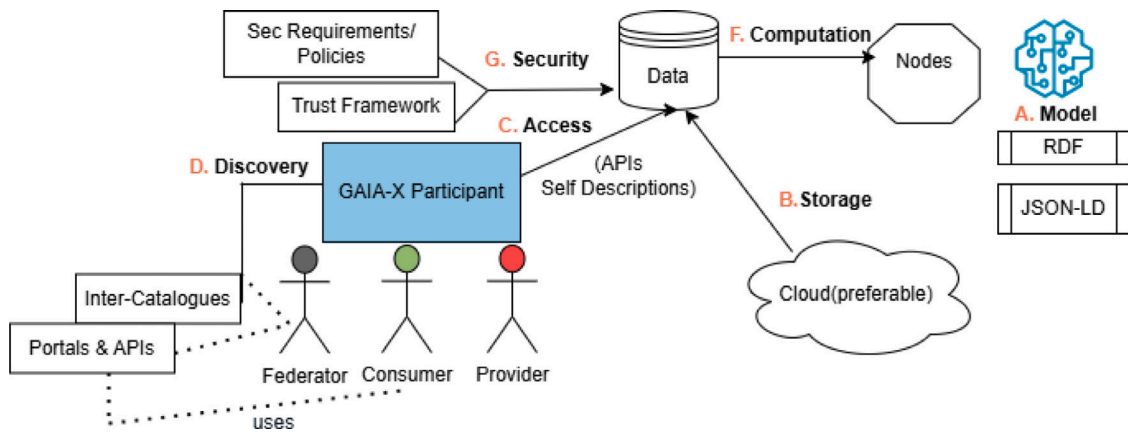 Sec Requirements/
Policies
Trust Framework
G. Security
Data
F. Computation
Nodes
A. Model
RDF
JSON-LD
C. Access
(APIs
Self Descriptions)
D. Discovery
GAIA-X Participant
B.Storage
Cloud(preferable)
Inter-Catalogues
Portals & APIs
Federator
Consumer
Provider
uses